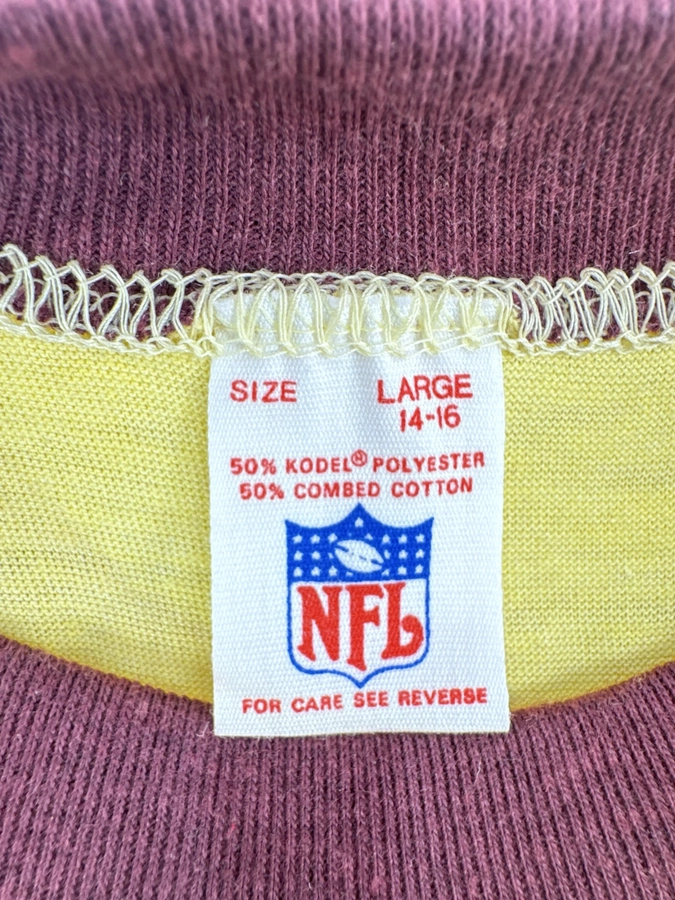 SIZE LARGE
14-16
50% KODEL® POLYESTER
50% COMBED COTTON
NFL
FOR CARE SEE REVERSE